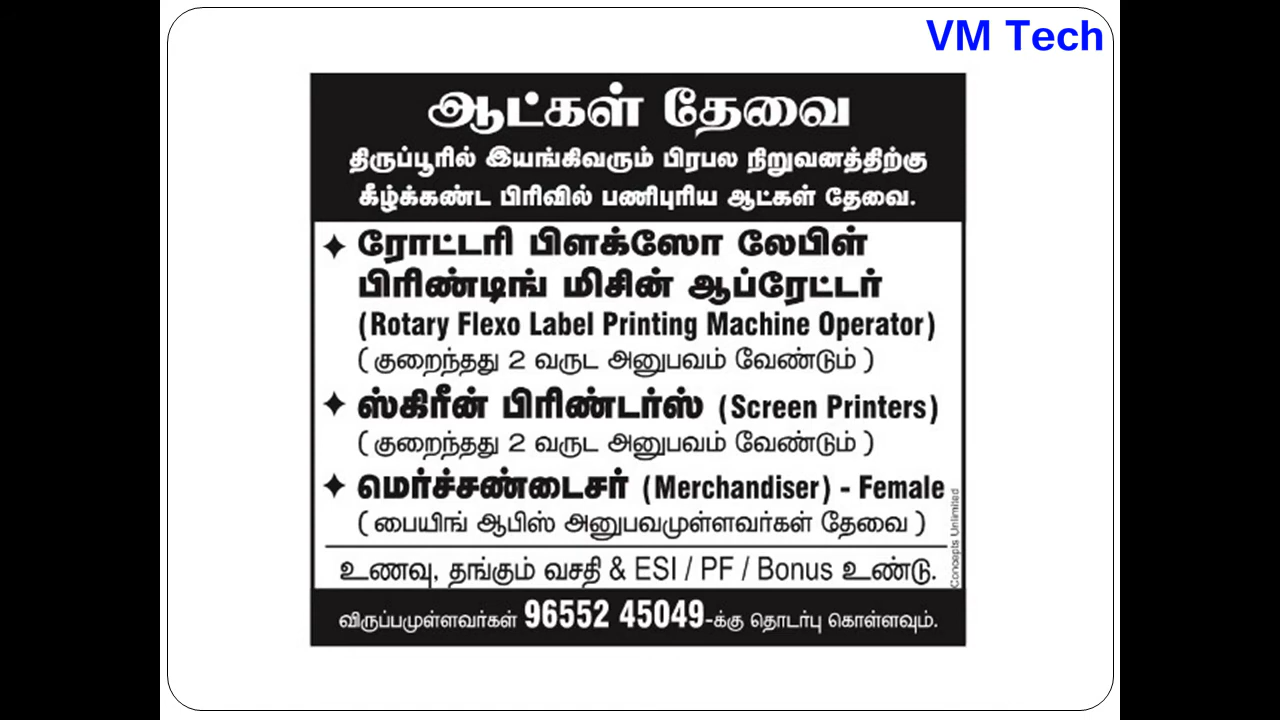 VM Tech
ஆட்கள் தேவை
திருப்பூரில் இயங்கிவரும் பிரபல நிறுவனத்திற்கு
கீழ்க்கண்ட பிரிவில் பணிபுரிய ஆட்கள் தேவை.
✦ ரோட்டரி பிளக்ஸோ லேபிள்
பிரிண்டிங் மிசின் ஆப்ரேட்டர்
(Rotary Flexo Label Printing Machine Operator)
( குறைந்தது 2 வருட அனுபவம் வேண்டும் )
✦ ஸ்கிரீன் பிரிண்டர்ஸ் (Screen Printers)
( குறைந்தது 2 வருட அனுபவம் வேண்டும் )
✦ மெர்ச்சண்டைசர் (Merchandiser) - Female
( பையிங் ஆபிஸ் அனுபவமுள்ளவர்கள் தேவை )
உணவு, தங்கும் வசதி & ESI / PF / Bonus உண்டு.
Concepts Unlimited
விருப்பமுள்ளவர்கள் 96552 45049-க்கு தொடர்பு கொள்ளவும்.